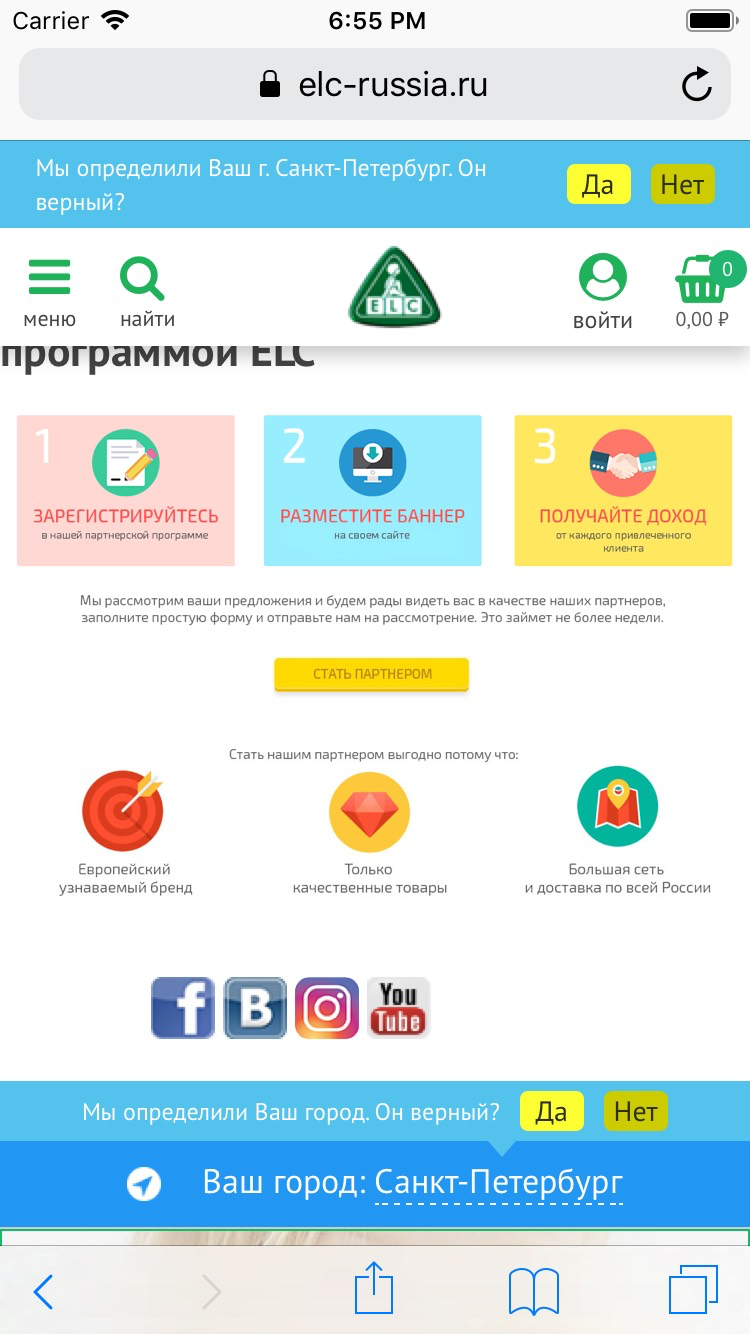 Carrier
6:55 PM
elc-russia.ru
Мы определили Ваш г. Санкт-Петербург. Он
верный?
Да
Нет
меню
найти
ELC
войти
0
0,00 ₽
программой ELC
1
ЗАРЕГИСТРИРУЙТЕСЬ
в нашей партнерской программе
2
РАЗМЕСТИТЕ БАННЕР
на своем сайте
3
ПОЛУЧАЙТЕ ДОХОД
от каждого привлеченного
клиента
Мы рассмотрим ваши предложения и будем рады видеть вас в качестве наших партнеров,
заполните простую форму и отправьте нам на рассмотрение. Это займет не более недели.
СТАТЬ ПАРТНЕРОМ
Стать нашим партнером выгодно потому что:
Европейский
узнаваемый бренд
Только
качественные товары
Большая сеть
и доставка по всей России
f
B
You
Tube
Мы определили Ваш город. Он верный?
Да
Нет
Ваш город: Санкт-Петербург